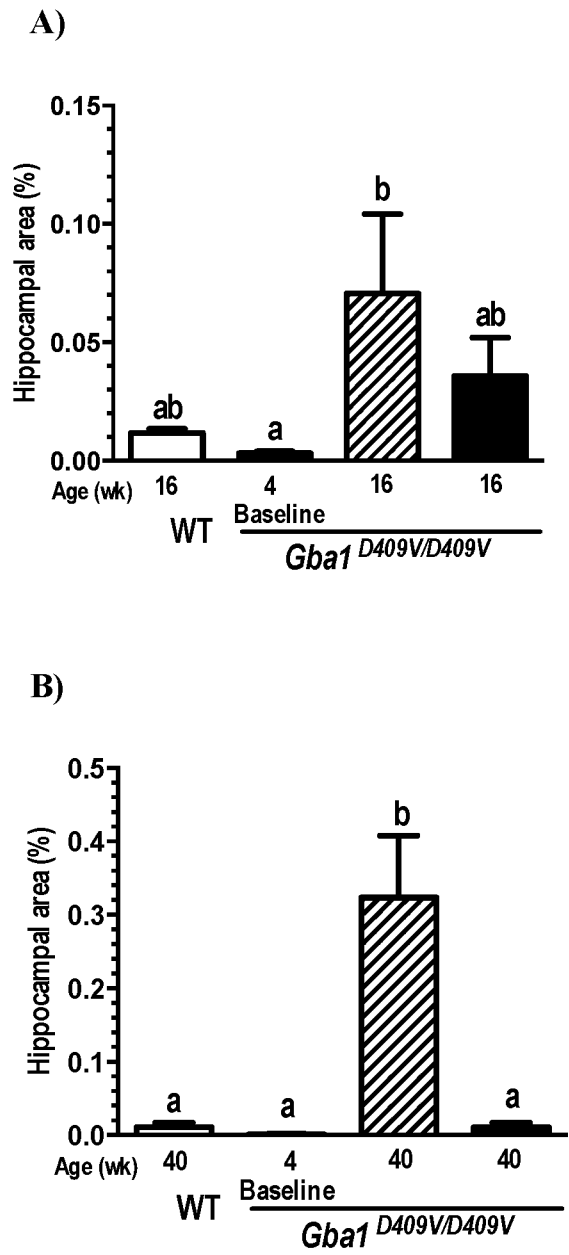 A)
Hippocampal area (%)
0.15
0.10
0.05
0.00
ab
a
b
ab
Age (wk) 16 4 16 16
WT Baseline
Gba1 D409V/D409V
B)
Hippocampal area (%)
0.5
0.4
0.3
0.2
0.1
0.0
a
a
b
a
Age (wk) 40 4 40 40
WT Baseline
Gba1 D409V/D409V